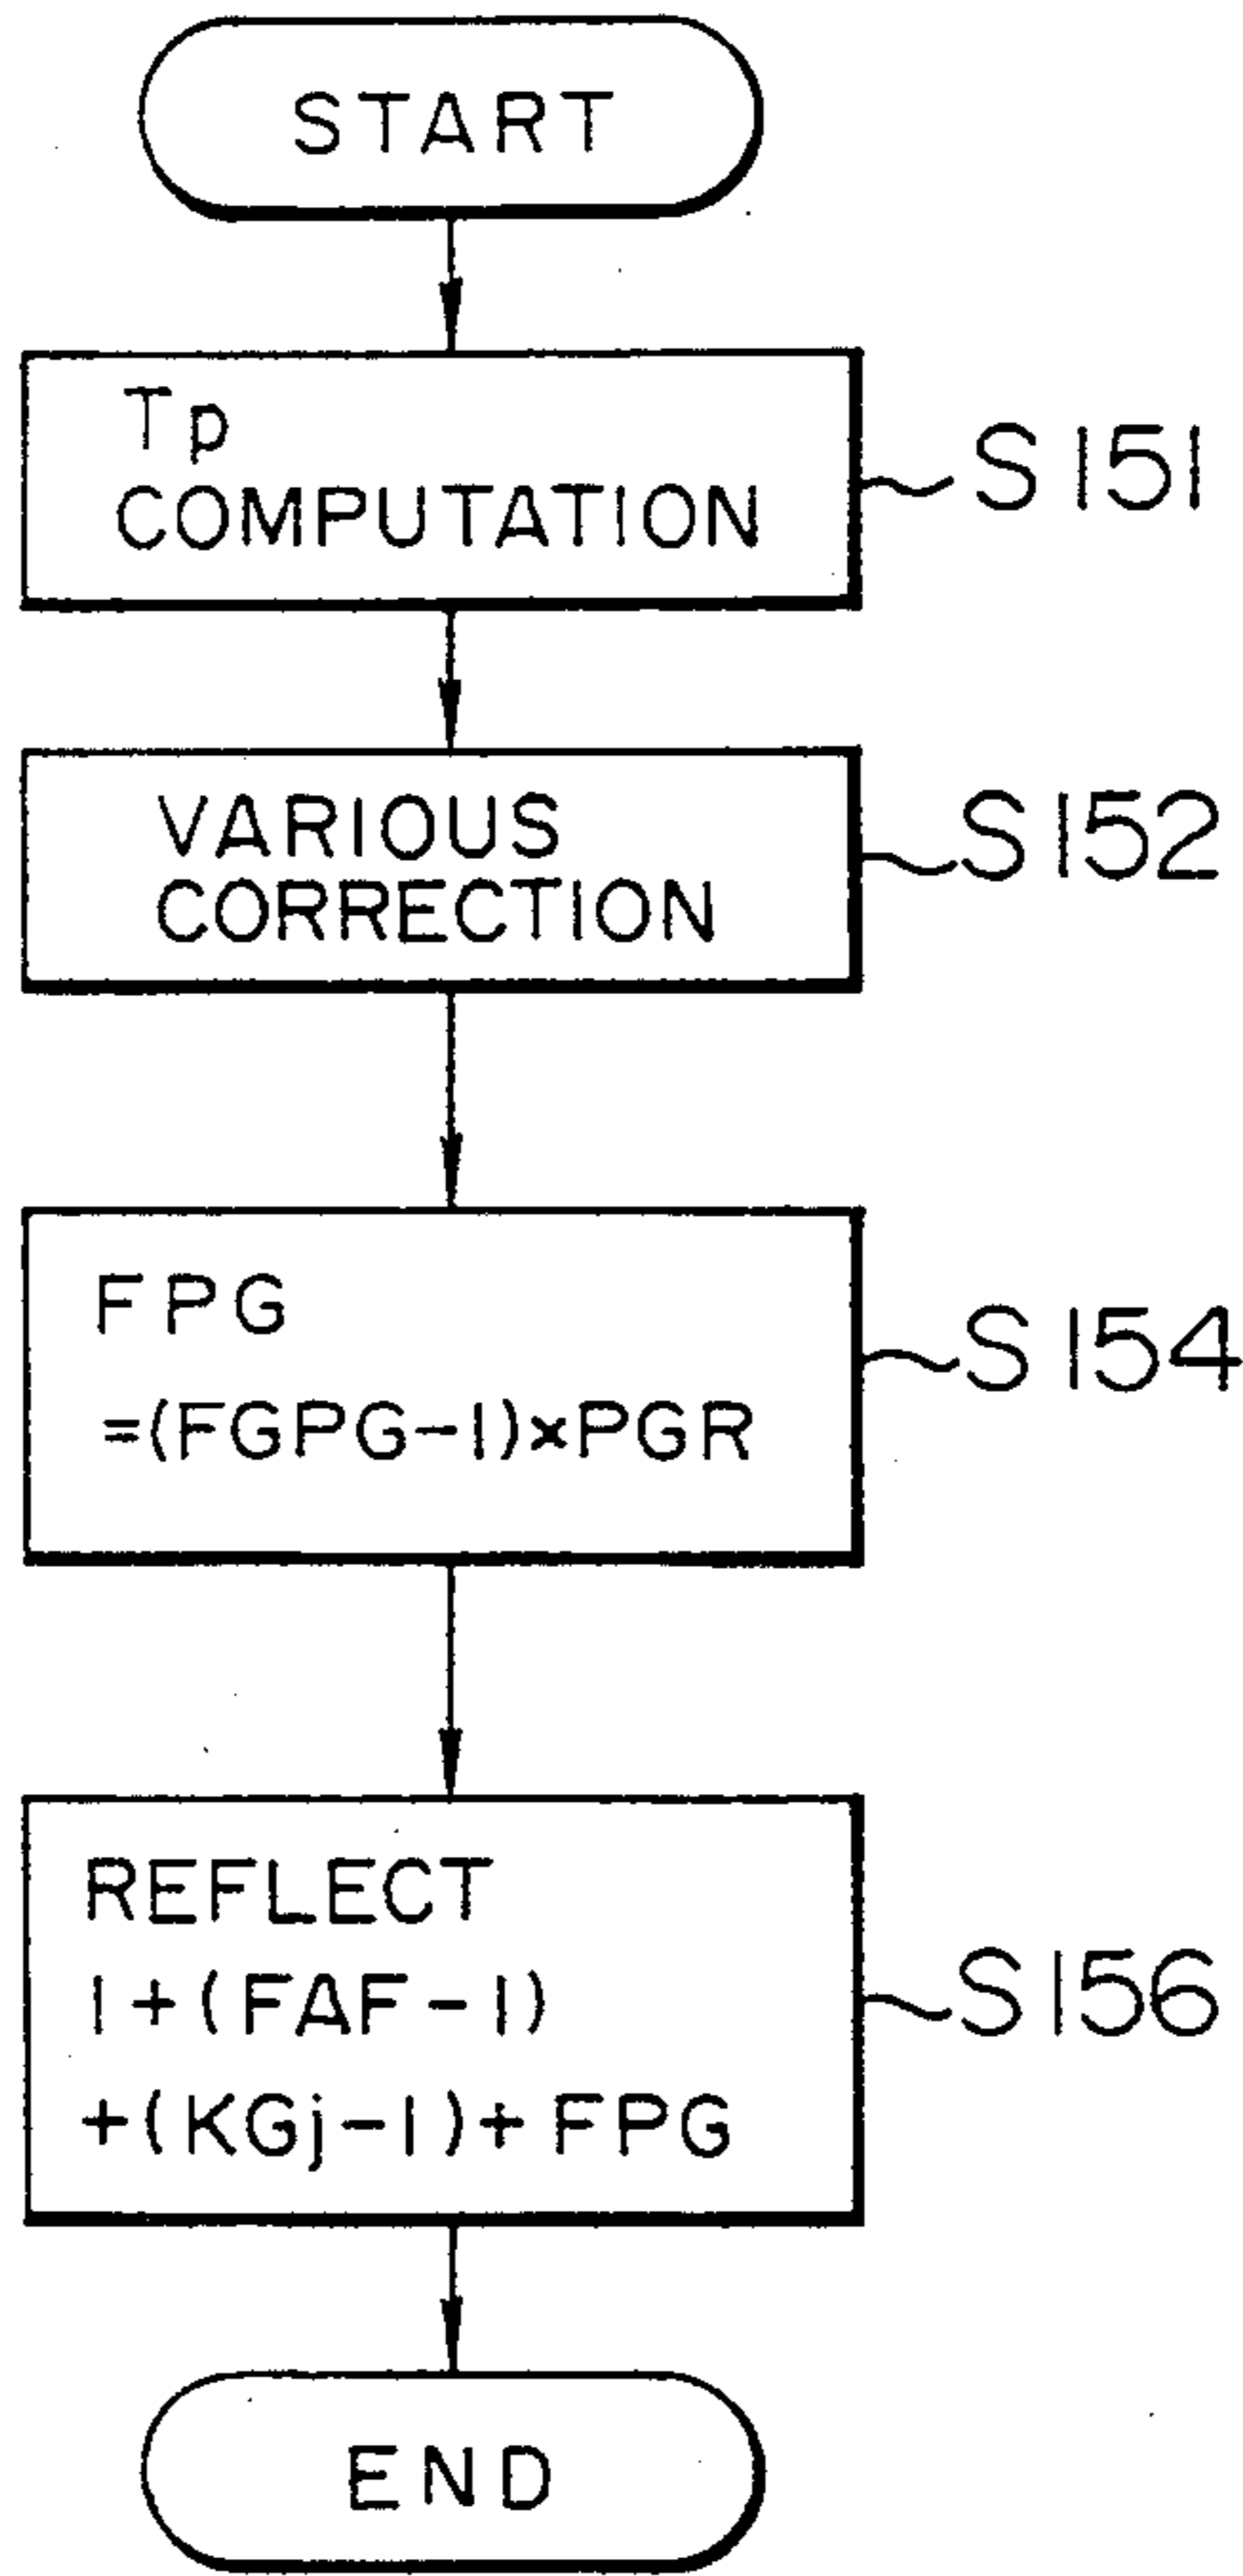 START
Tp
COMPUTATION
S151
VARIOUS
CORRECTION
S152
FPG
=(FGPG-1)×PGR
S154
REFLECT
1+(FAF-1)
+(KGj-1)+FPG
S156
END